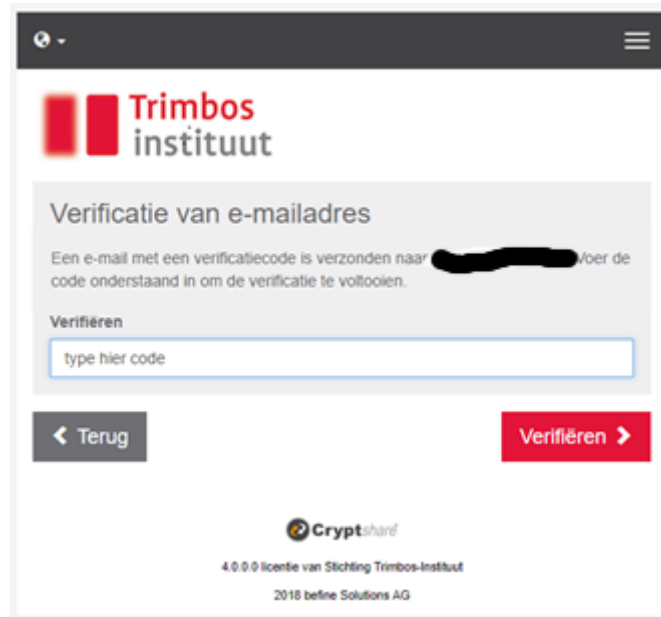 Trimbos
instituut
Verificatie van e-mailadres
Een e-mail met een verificatiecode is verzonden naar Voer de
code onderstaand in om de verificatie te voltooien.
Verifiëren
type hier code
Terug
Verifiëren
Cryptshare
4.0.0.0 licentie van Stichting Trimbos-Instituut
2018 befine Solutions AG